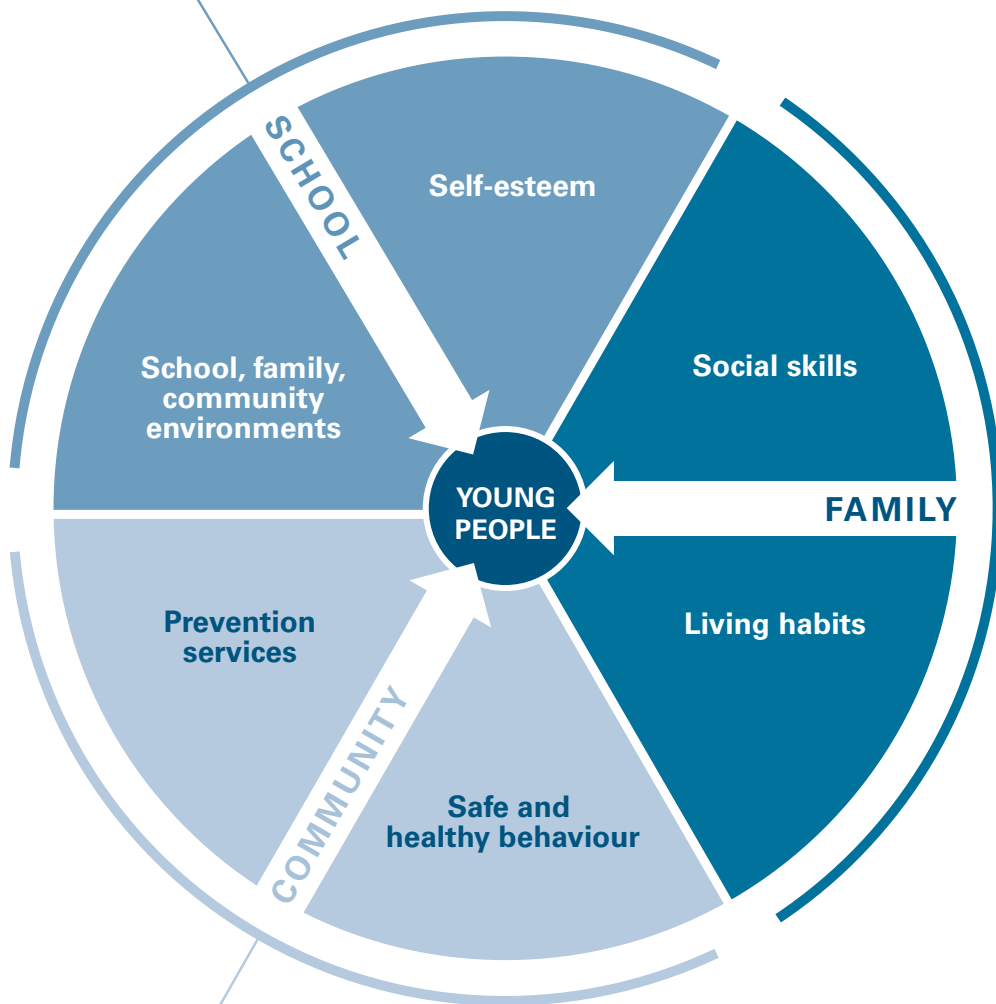 SCHOOL
Self-esteem
School, family,
community
environments
Social skills
YOUNG
PEOPLE
FAMILY
Prevention
services
Living habits
COMMUNITY
Safe and
healthy behaviour